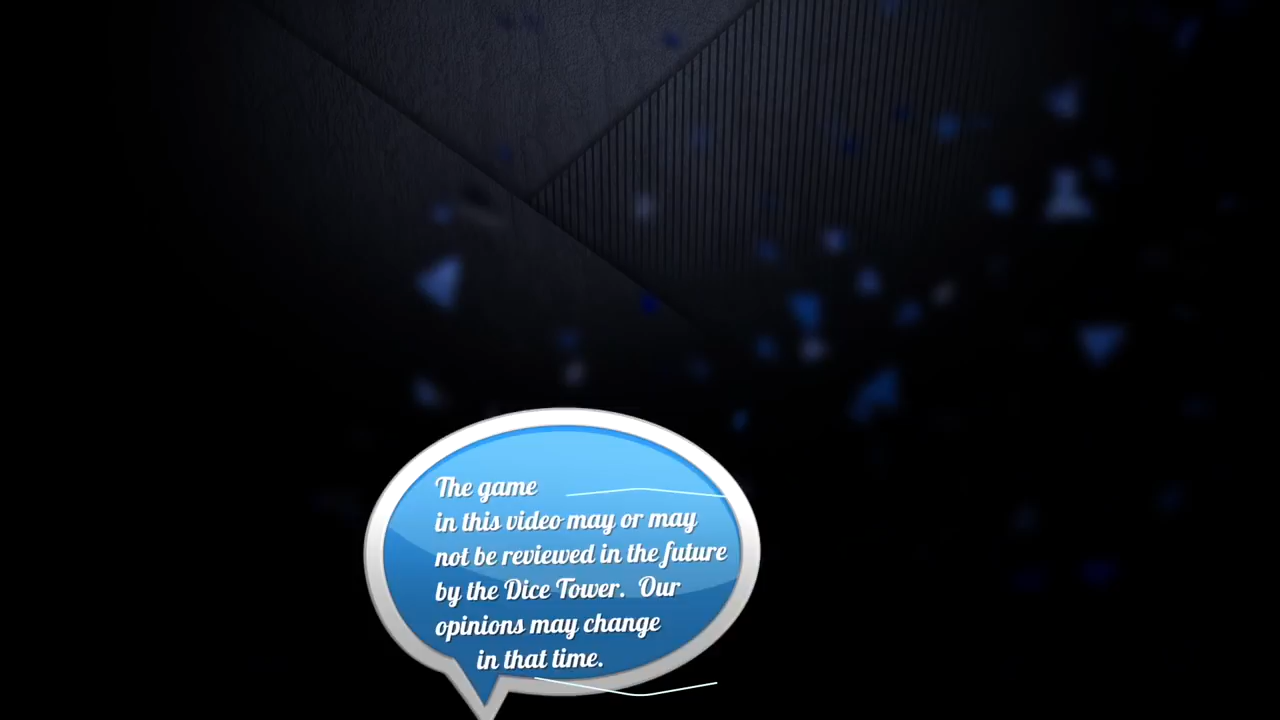 The game
in this video may or may
not be reviewed in the future
by the Dice Tower. Our
opinions may change
in that time.